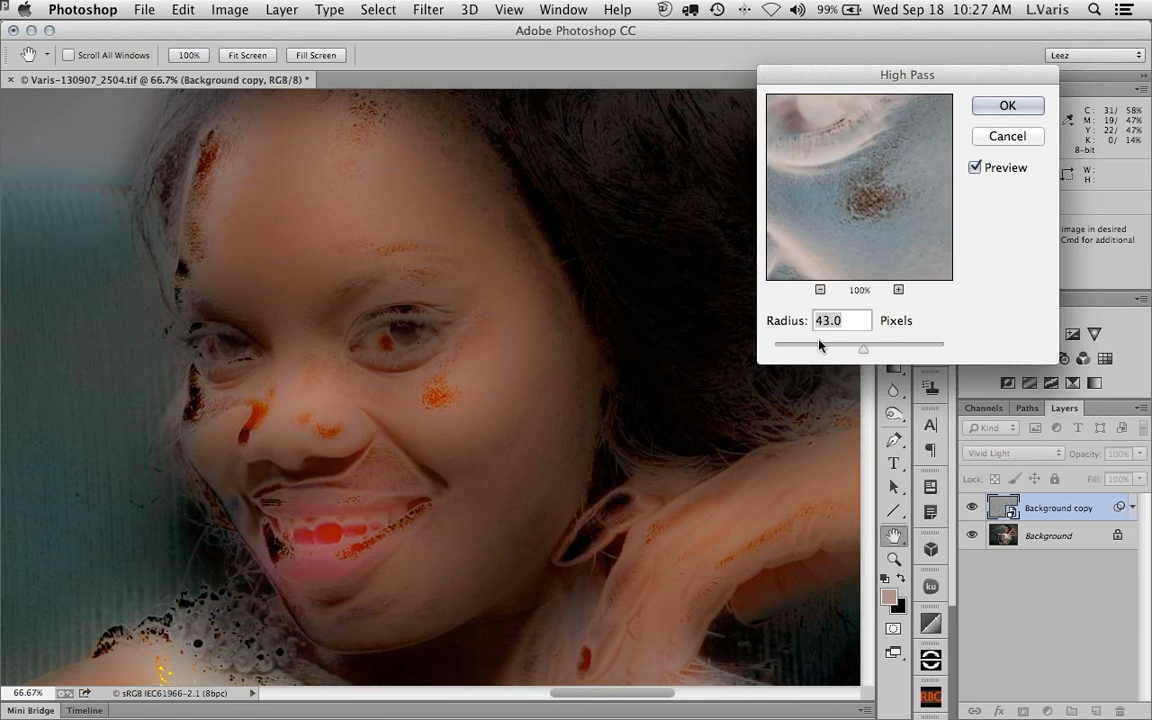 Photoshop File Edit Image Layer Type Select Filter 3D View Window Help 99% Wed Sep 18 10:27 AM L.Varis
Adobe Photoshop CC
Scroll All Windows 100% Fit Screen Fill Screen Leez
× © Varis-130907_2504.tif @ 66.7% (Background copy, RGB/8) *
High Pass
OK
Cancel
Preview
100%
Radius: 43.0 Pixels
C: 31/ 58%
M: 19/ 47%
Y: 22/ 47%
K: 0/ 14%
8-bit
W:
H:
image in desired
Cmd for additional
Channels Paths Layers
Kind
Vivid Light Opacity: 100%
Lock: Fill: 100%
Background copy
Background
A
T
ku
RBG
66.67% © sRGB IEC61966-2.1 (8bpc)
Mini Bridge Timeline